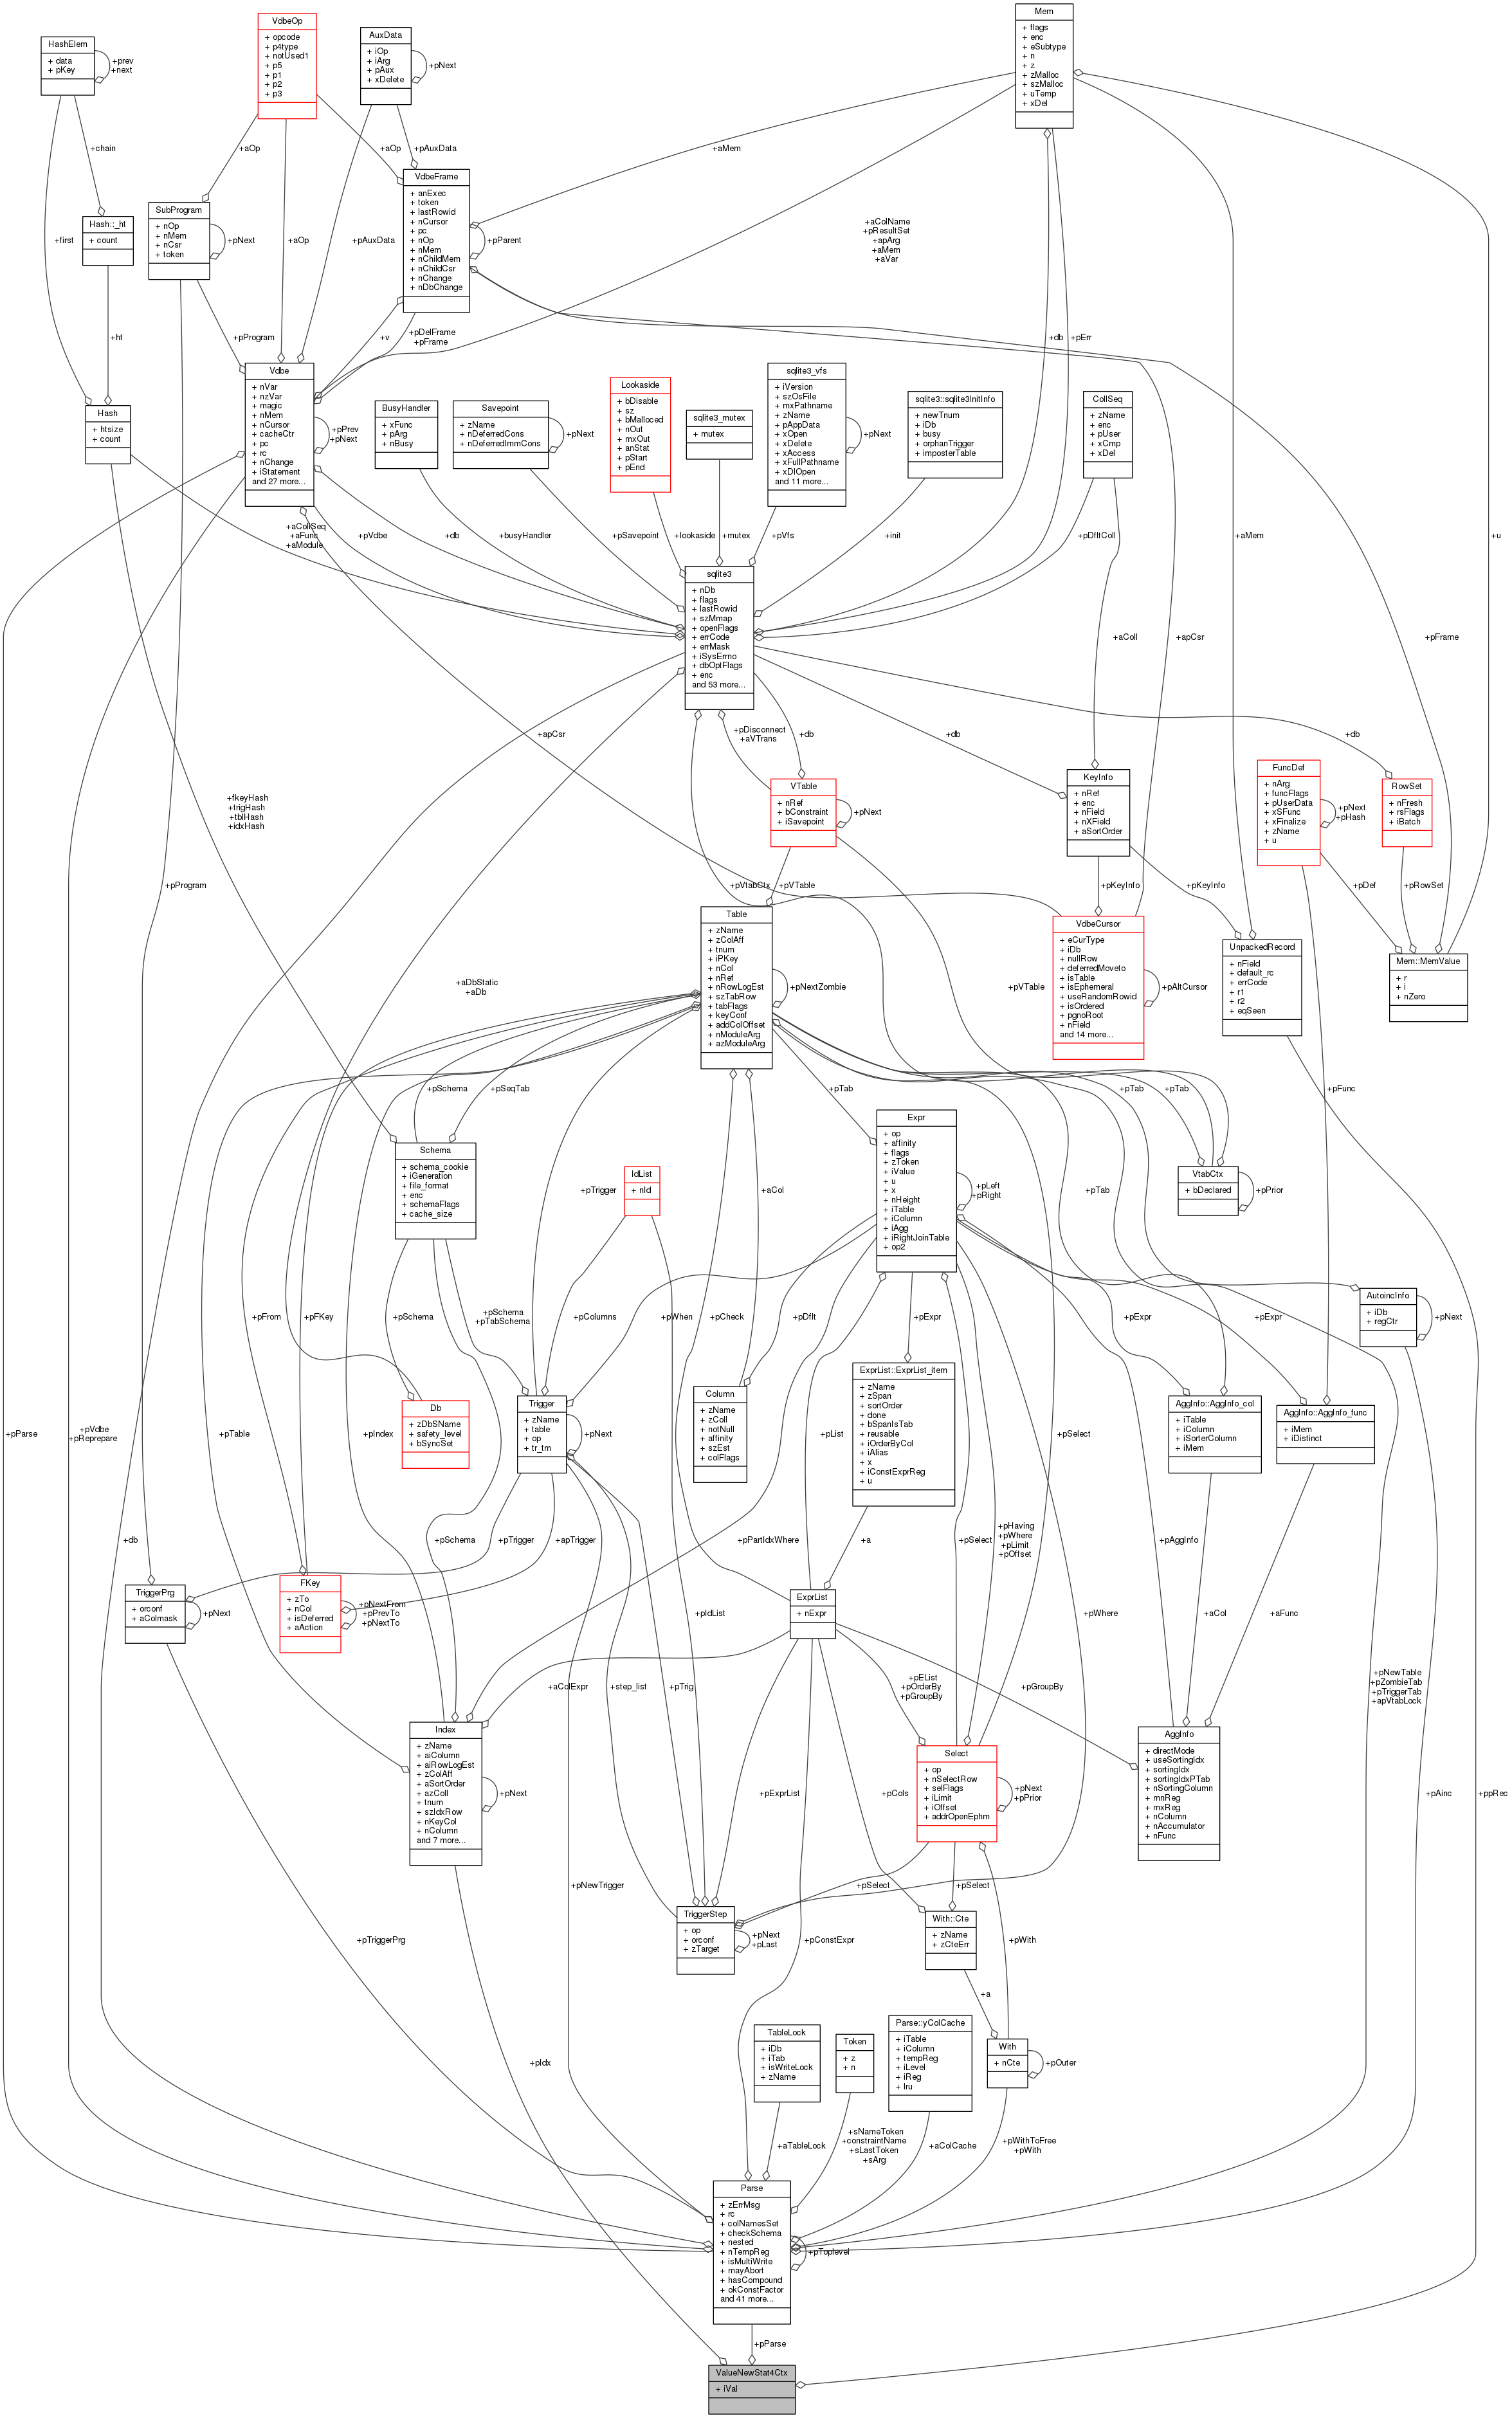 Mem
+ flags
+ enc
+ eSubtype
+ n
+ z
+ zMalloc
+ szMalloc
+ uTemp
+ xDel
VdbeOp
+ opcode
+ p4type
+ notUsed1
+ p5
+ p1
+ p2
+ p3
AuxData
+ iOp
+ iArg
+ pAux
+ xDelete
+pNext
HashElem
+ data
+ pKey
+prev
+next
+chain
+aOp
+aOp
+pAuxData
+aMem
VdbeFrame
+ anExec
+ token
+ lastRowid
+ nCursor
+ pc
+ nOp
+ nMem
+ nChildMem
+ nChildCsr
+ nChange
+ nDbChange
+pParent
SubProgram
+ nOp
+ nMem
+ nCsr
+ token
+pNext
Hash::_ht
+ count
+first
+aOp
+pAuxData
+aColName
+pResultSet
+apArg
+aMem
+aVar
+ht
+pProgram
+v
+pDelFrame
+pFrame
+db
+pErr
+aMem
+u
Vdbe
+ nVar
+ nzVar
+ magic
+ nMem
+ nCursor
+ cacheCtr
+ pc
+ rc
+ nChange
+ iStatement
and 27 more...
+pPrev
+pNext
Hash
+ htsize
+ count
BusyHandler
+ xFunc
+ pArg
+ nBusy
Savepoint
+ zName
+ nDeferredCons
+ nDeferredImmCons
+pNext
Lookaside
+ bDisable
+ sz
+ bMalloced
+ nOut
+ mxOut
+ anStat
+ pStart
+ pEnd
sqlite3_mutex
+ mutex
sqlite3_vfs
+ iVersion
+ szOsFile
+ mxPathname
+ zName
+ pAppData
+ xOpen
+ xDelete
+ xAccess
+ xFullPathname
+ xDlOpen
and 11 more...
+pNext
sqlite3::sqlite3InitInfo
+ newTnum
+ iDb
+ busy
+ orphanTrigger
+ imposterTable
CollSeq
+ zName
+ enc
+ pUser
+ xCmp
+ xDel
+aCollSeq
+aFunc
+aModule
+pVdbe
+db
+busyHandler
+pSavepoint
+lookaside
+mutex
+pVfs
+init
+pDfltColl
+aColl
+apCsr
+pFrame
sqlite3
+ nDb
+ flags
+ lastRowid
+ szMmap
+ openFlags
+ errCode
+ errMask
+ iSysErrno
+ dbOptFlags
+ enc
and 53 more...
+apCsr
+pDisconnect
+aVTrans
+db
+db
+db
+fkeyHash
+trigHash
+tblHash
+idxHash
VTable
+ nRef
+ bConstraint
+ iSavepoint
+pNext
KeyInfo
+ nRef
+ enc
+ nField
+ nXField
+ aSortOrder
FuncDef
+ nArg
+ funcFlags
+ pUserData
+ xSFunc
+ xFinalize
+ zName
+ u
+pNext
+pHash
RowSet
+ nFresh
+ rsFlags
+ iBatch
+pProgram
+pVtabCtx
+pVTable
+pKeyInfo
+pKeyInfo
+pDef
+pRowSet
Table
+ zName
+ zColAff
+ tnum
+ iPKey
+ nCol
+ nRef
+ nRowLogEst
+ szTabRow
+ tabFlags
+ keyConf
+ addColOffset
+ nModuleArg
+ azModuleArg
+pNextZombie
VdbeCursor
+ eCurType
+ iDb
+ nullRow
+ deferredMoveto
+ isTable
+ isEphemeral
+ useRandomRowid
+ isOrdered
+ pgnoRoot
+ nField
and 14 more...
+pAltCursor
UnpackedRecord
+ nField
+ default_rc
+ errCode
+ r1
+ r2
+ eqSeen
Mem::MemValue
+ r
+ i
+ nZero
+aDbStatic
+aDb
+pVTable
+pSchema
+pSeqTab
+pTab
+pTab
+pTab
+pFunc
Schema
+ schema_cookie
+ iGeneration
+ file_format
+ enc
+ schemaFlags
+ cache_size
Expr
+ op
+ affinity
+ flags
+ zToken
+ iValue
+ u
+ x
+ nHeight
+ iTable
+ iColumn
+ iAgg
+ iRightJoinTable
+ op2
+pLeft
+pRight
IdList
+ nId
VtabCtx
+ bDeclared
+pPrior
+pTrigger
+aCol
+pTab
+pFrom
+pFKey
+pSchema
+pSchema
+pTabSchema
+pColumns
+pWhen
+pCheck
+pDflt
+pExpr
+pExpr
+pExpr
AutoincInfo
+ iDb
+ regCtr
+pNext
ExprList::ExprList_item
+ zName
+ zSpan
+ sortOrder
+ done
+ bSpanIsTab
+ reusable
+ iOrderByCol
+ iAlias
+ x
+ iConstExprReg
+ u
Db
+ zDbSName
+ safety_level
+ bSyncSet
Trigger
+ zName
+ table
+ op
+ tr_tm
+pNext
Column
+ zName
+ zColl
+ notNull
+ affinity
+ szEst
+ colFlags
AggInfo::AggInfo_col
+ iTable
+ iColumn
+ iSorterColumn
+ iMem
AggInfo::AggInfo_func
+ iMem
+ iDistinct
+pParse
+pVdbe
+pReprepare
+pTable
+pIndex
+pList
+pSelect
+db
+pSchema
+pTrigger
+apTrigger
+pPartIdxWhere
+a
+pSelect
+pHaving
+pWhere
+pLimit
+pOffset
+pAggInfo
TriggerPrg
+ orconf
+ aColmask
+pNext
FKey
+ zTo
+ nCol
+ isDeferred
+ aAction
+pNextFrom
+pPrevTo
+pNextTo
ExprList
+ nExpr
+pIdList
+pWhere
+aCol
+aFunc
+aColExpr
+step_list
+pTrig
+pEList
+pOrderBy
+pGroupBy
+pGroupBy
+pNewTable
+pZombieTab
+pTriggerTab
+apVtabLock
Index
+ zName
+ aiColumn
+ aiRowLogEst
+ zColAff
+ aSortOrder
+ azColl
+ tnum
+ szIdxRow
+ nKeyCol
+ nColumn
and 7 more...
+pNext
Select
+ op
+ nSelectRow
+ selFlags
+ iLimit
+ iOffset
+ addrOpenEphm
+pNext
+pPrior
AggInfo
+ directMode
+ useSortingIdx
+ sortingIdx
+ sortingIdxPTab
+ nSortingColumn
+ mnReg
+ mxReg
+ nColumn
+ nAccumulator
+ nFunc
+pExprList
+pCols
+pAinc
+ppRec
+pNewTrigger
+pSelect
+pSelect
TriggerStep
+ op
+ orconf
+ zTarget
+pNext
+pLast
With::Cte
+ zName
+ zCteErr
+pTriggerPrg
+pConstExpr
+pWith
+a
TableLock
+ iDb
+ iTab
+ isWriteLock
+ zName
Token
+ z
+ n
Parse::yColCache
+ iTable
+ iColumn
+ tempReg
+ iLevel
+ iReg
+ lru
With
+ nCte
+pOuter
+pIdx
+aTableLock
+sNameToken
+constraintName
+sLastToken
+sArg
+aColCache
+pWithToFree
+pWith
Parse
+ zErrMsg
+ rc
+ colNamesSet
+ checkSchema
+ nested
+ nTempReg
+ isMultiWrite
+ mayAbort
+ hasCompound
+ okConstFactor
and 41 more...
+pToplevel
+pParse
ValueNewStat4Ctx
+ iVal